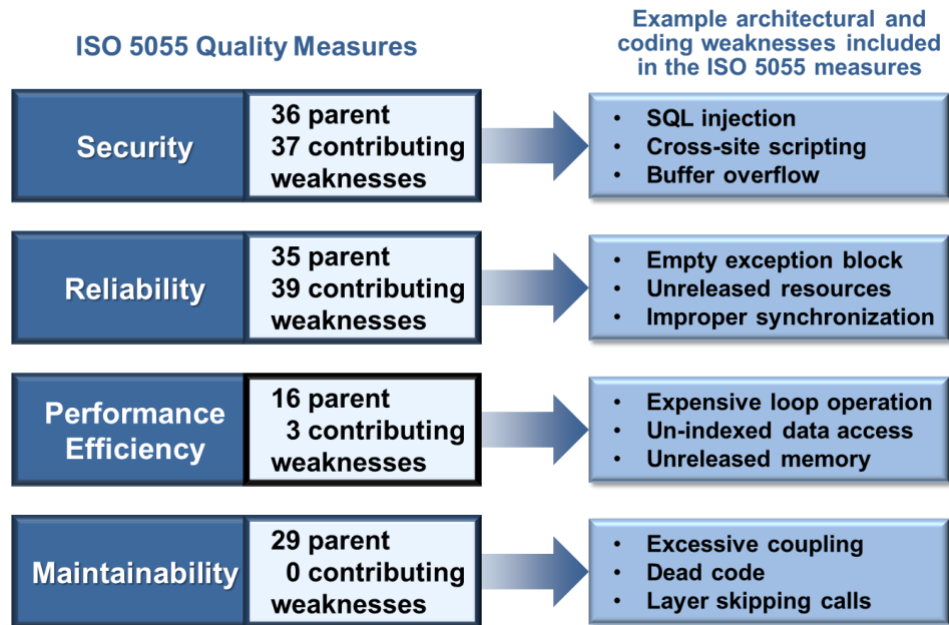 ISO 5055 Quality Measures
Example architectural and
coding weaknesses included
in the ISO 5055 measures
Security
36 parent
37 contributing
weaknesses
• SQL injection
• Cross-site scripting
• Buffer overflow
Reliability
35 parent
39 contributing
weaknesses
• Empty exception block
• Unreleased resources
• Improper synchronization
Performance
Efficiency
16 parent
3 contributing
weaknesses
• Expensive loop operation
• Un-indexed data access
• Unreleased memory
Maintainability
29 parent
0 contributing
weaknesses
• Excessive coupling
• Dead code
• Layer skipping calls